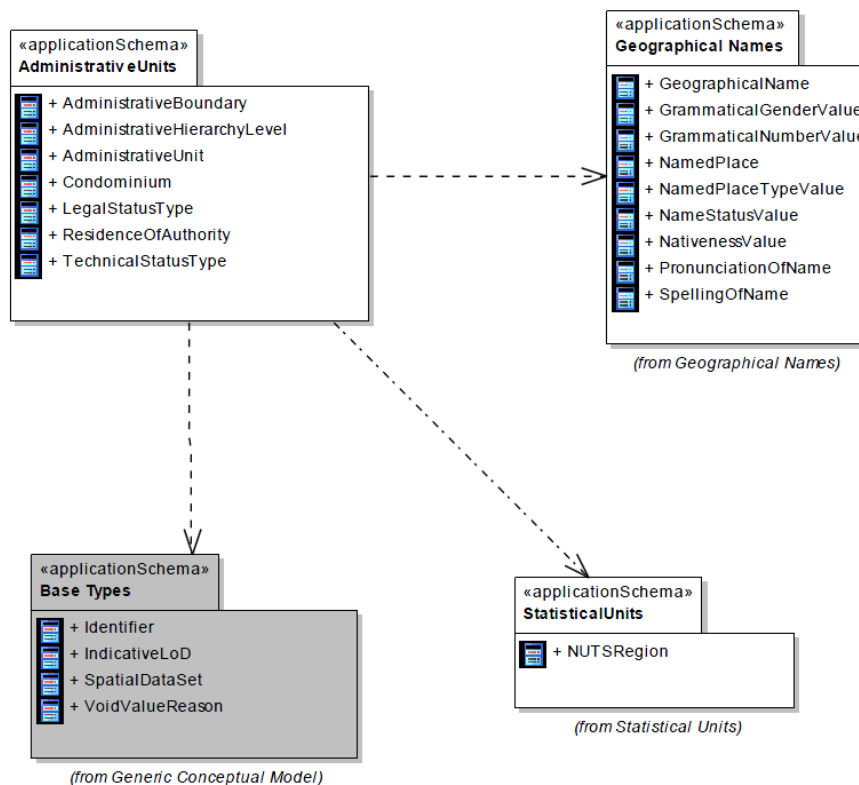 «applicationSchema»
AdministrativeUnits
+ AdministrativeBoundary
+ AdministrativeHierarchyLevel
+ AdministrativeUnit
+ Condominium
+ LegalStatusType
+ ResidenceOfAuthority
+ TechnicalStatusType
«applicationSchema»
Geographical Names
+ GeographicalName
+ GrammaticalGenderValue
+ GrammaticalNumberValue
+ NamedPlace
+ NamedPlaceTypeValue
+ NameStatusValue
+ NativenessValue
+ PronunciationOfName
+ SpellingOfName
(from Geographical Names)
«applicationSchema»
Base Types
+ Identifier
+ IndicativeLoD
+ SpatialDataSet
+ VoidValueReason
(from Generic Conceptual Model)
«applicationSchema»
StatisticalUnits
+ NUTSRegion
(from Statistical Units)